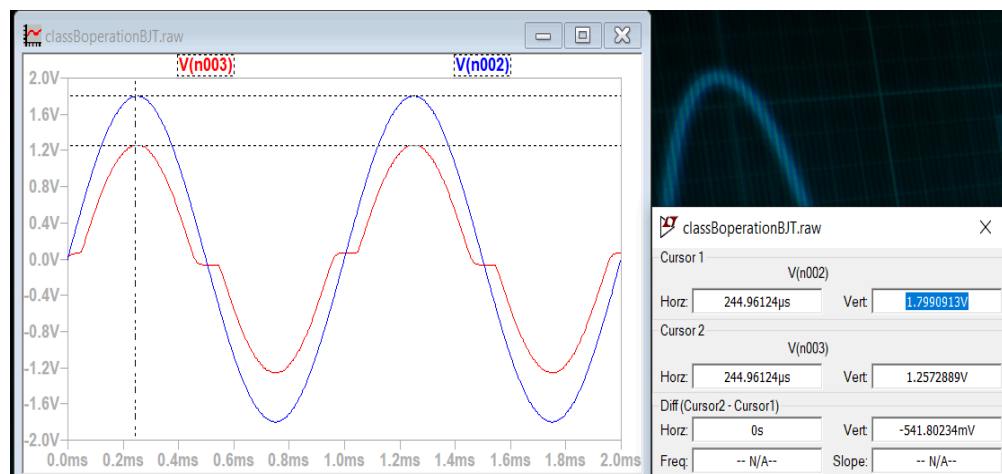 classBoperationBJT.raw
V(n003) V(n002)
2.0V
1.6V
1.2V
0.8V
0.4V
0.0V
-0.4V
-0.8V
-1.2V
-1.6V
-2.0V
0.0ms 0.2ms 0.4ms 0.6ms 0.8ms 1.0ms 1.2ms 1.4ms 1.6ms 1.8ms 2.0ms
classBoperationBJT.raw
Cursor 1
V(n002)
Horz: 244.96124µs Vert: 1.7990913V
Cursor 2
V(n003)
Horz: 244.96124µs Vert: 1.2572889V
Diff (Cursor2 - Cursor1)
Horz: 0s Vert: -541.80234mV
Freq: -- N/A-- Slope: -- N/A--